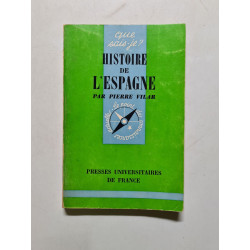 que
sais-je?
HISTOIRE
DE
L'ESPAGNE
PAR PIERRE VILAR
PRESSES UNIVERSITAIRES
DE FRANCE